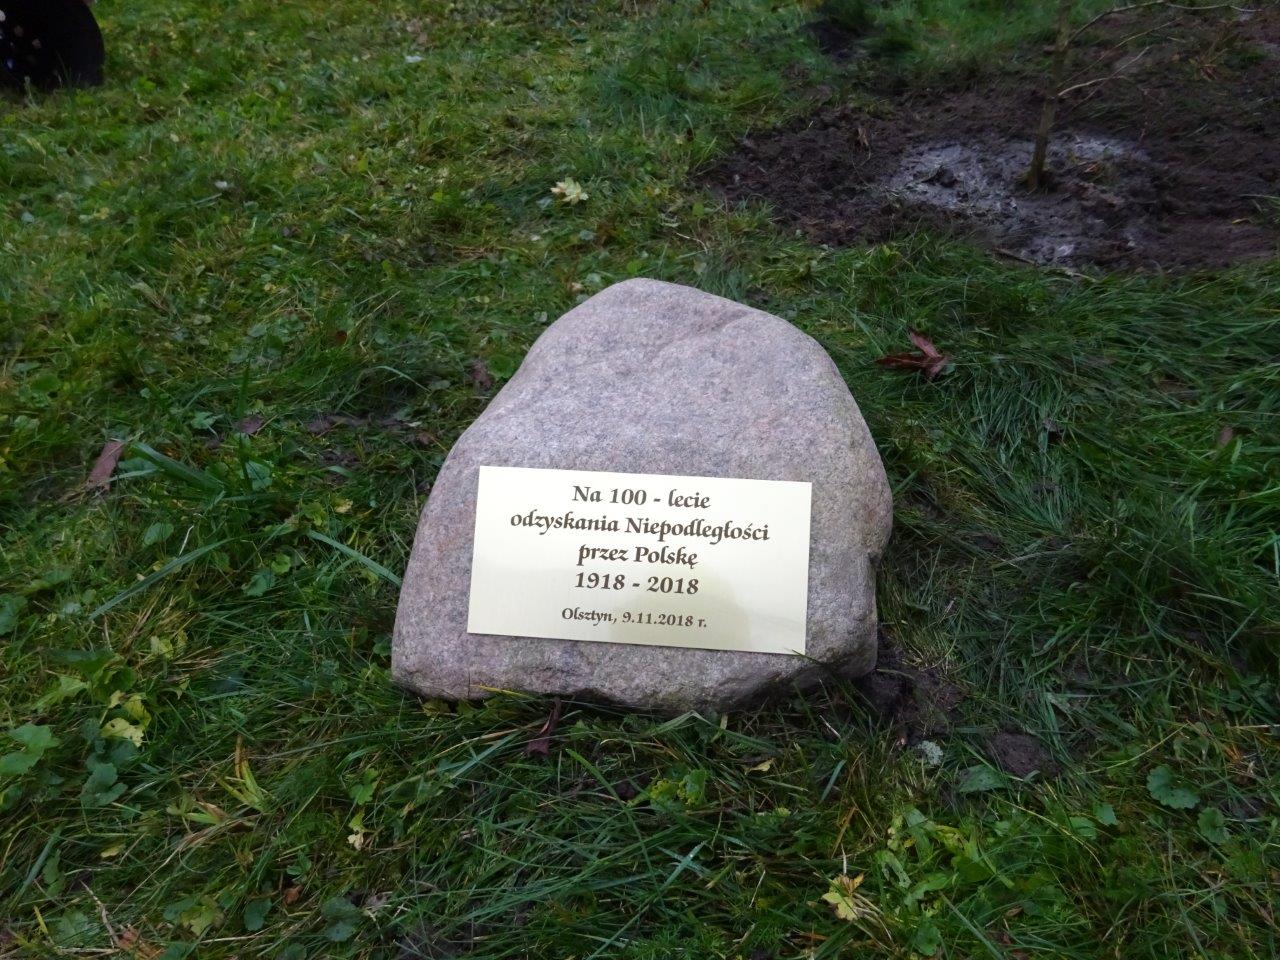 Na 100 - lecie
odzyskania Niepodległości
przez Polskę
1918 - 2018
Olsztyn, 9.11.2018 r.